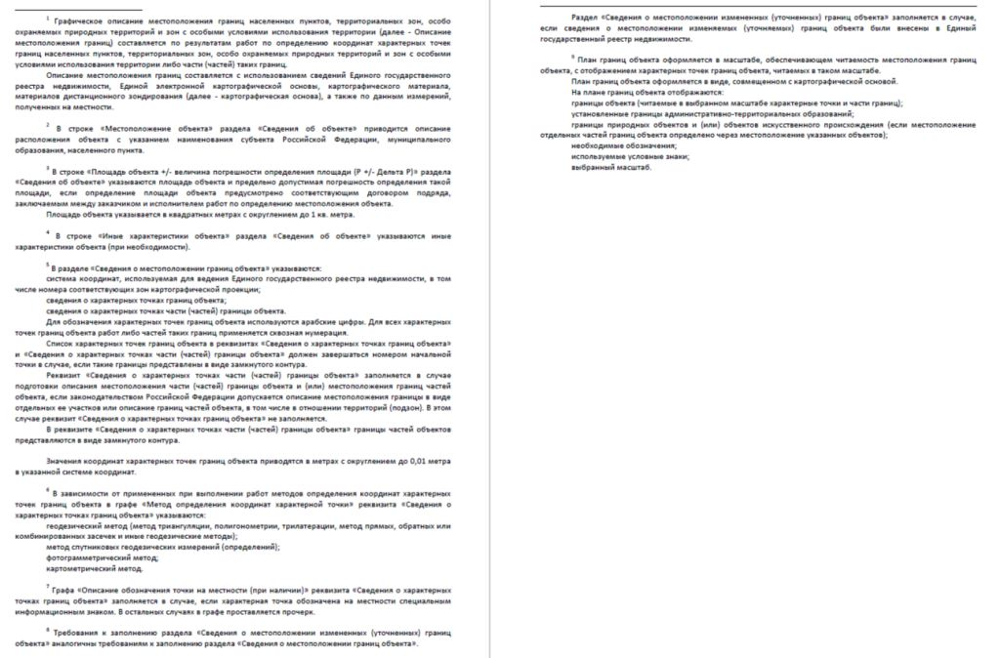 1 Графическое описание местоположения границ населенных пунктов, территориальных зон, особо
охраняемых природных территорий и зон с особыми условиями использования территории (далее - Описание
местоположения границ) составляется по результатам работ по определению координат характерных точек
границ населенных пунктов, территориальных зон, особо охраняемых природных территорий и зон с особыми
условиями использования территории либо части (частей) таких границ.
Описание местоположения границ составляется с использованием сведений Единого государственного
реестра недвижимости, Единой электронной картографической основы, картографического материала,
материалов дистанционного зондирования (далее - картографическая основа), а также по данным измерений,
полученных на местности.
2 В строке «Местоположение объекта» раздела «Сведения об объекте» приводится описание
расположения объекта с указанием наименования субъекта Российской Федерации, муниципального
образования, населенного пункта.
3 В строке «Площадь объекта +/- величина погрешности определения площади (P +/- Дельта P)» раздела
«Сведения об объекте» указываются площадь объекта и предельно допустимая погрешность определения такой
площади, если определение площади объекта предусмотрено соответствующим договором подряда,
заключаемым между заказчиком и исполнителем работ по определению местоположения объекта.
Площадь объекта указывается в квадратных метрах с округлением до 1 кв. метра.
4 В строке «Иные характеристики объекта» раздела «Сведения об объекте» указываются иные
характеристики объекта (при необходимости).
5 В разделе «Сведения о местоположении границ объекта» указываются:
система координат, используемая для ведения Единого государственного реестра недвижимости, в том
числе номера соответствующих зон картографической проекции;
сведения о характерных точках границ объекта;
сведения о характерных точках части (частей) границы объекта.
Для обозначения характерных точек границ объекта используются арабские цифры. Для всех характерных
точек границ объекта работ либо частей таких границ применяется сквозная нумерация.
Список характерных точек границ объекта в реквизитах «Сведения о характерных точках границ объекта»
и «Сведения о характерных точках части (частей) границы объекта» должен завершаться номером начальной
точки в случае, если такие границы представлены в виде замкнутого контура.
Реквизит «Сведения о характерных точках части (частей) границы объекта» заполняется в случае
подготовки описания местоположения части (частей) границы объекта и (или) местоположения границ частей
объекта, если законодательством Российской Федерации допускается описание местоположения границы в виде
отдельных ее участков или описание границ частей объекта, в том числе в отношении территорий (подзон). В этом
случае реквизит «Сведения о характерных точках границ объекта» не заполняется.
В реквизите «Сведения о характерных точках части (частей) границы объекта» границы частей объектов
представляются в виде замкнутого контура.
Значения координат характерных точек границ объекта приводятся в метрах с округлением до 0,01 метра
в указанной системе координат.
6 В зависимости от примененных при выполнении работ методов определения координат характерных
точек границ объекта в графе «Метод определения координат характерной точки» реквизита «Сведения о
характерных точках границ объекта» указываются:
геодезический метод (метод триангуляции, полигонометрии, трилатерации, метод прямых, обратных или
комбинированных засечек и иные геодезические методы);
метод спутниковых геодезических измерений (определений);
фотограмметрический метод;
картометрический метод.
7 Графа «Описание обозначения точки на местности (при наличии)» реквизита «Сведения о характерных
точках границ объекта» заполняется в случае, если характерная точка обозначена на местности специальным
информационным знаком. В остальных случаях в графе проставляется прочерк.
8 Требования к заполнению раздела «Сведения о местоположении измененных (уточненных) границ
объекта» аналогичны требованиям к заполнению раздела «Сведения о местоположении границ объекта».
Раздел «Сведения о местоположении измененных (уточненных) границ объекта» заполняется в случае,
если сведения о местоположении изменяемых (уточняемых) границ объекта были внесены в Единый
государственный реестр недвижимости.
9 План границ объекта оформляется в масштабе, обеспечивающем читаемость местоположения границ
объекта, с отображением характерных точек границ объекта, читаемых в таком масштабе.
План границ объекта оформляется в виде, совмещенном с картографической основой.
На плане границ объекта отображаются:
границы объекта (читаемые в выбранном масштабе характерные точки и части границ);
установленные границы административно-территориальных образований;
границы природных объектов и (или) объектов искусственного происхождения (если местоположение
отдельных частей границ объекта определено через местоположение указанных объектов);
необходимые обозначения;
используемые условные знаки;
выбранный масштаб.